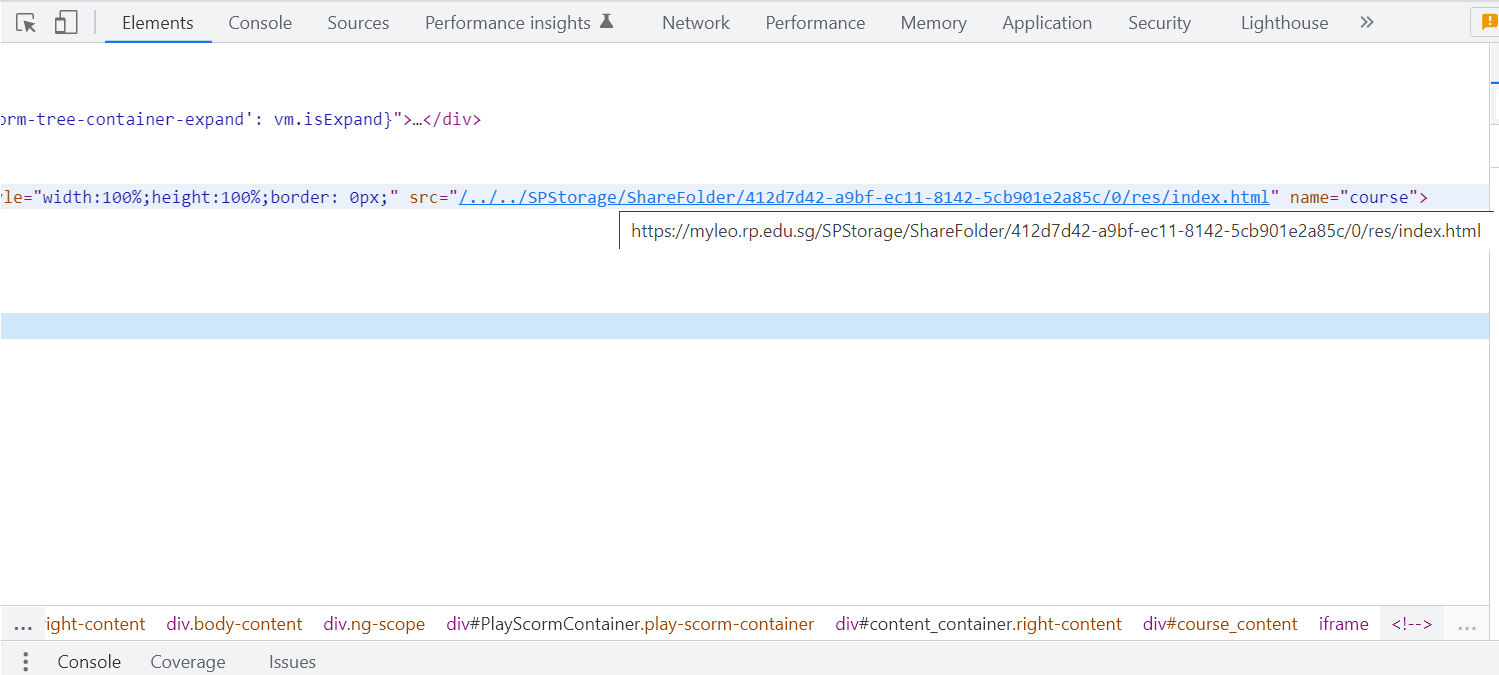 Elements Console Sources Performance insights Network Performance Memory Application Security Lighthouse
orm-tree-container-expand': vm.isExpand}">…</div>
yle="width:100%;height:100%;border: 0px;" src="/../../SPStorage/ShareFolder/412d7d42-a9bf-ec11-8142-5cb901e2a85c/0/res/index.html" name="course">
https://myleo.rp.edu.sg/SPStorage/ShareFolder/412d7d42-a9bf-ec11-8142-5cb901e2a85c/0/res/index.html
... right-content div.body-content div.ng-scope div#PlayScormContainer.play-scorm-container div#content_container.right-content div#course_content iframe <!--> ...
Console Coverage Issues